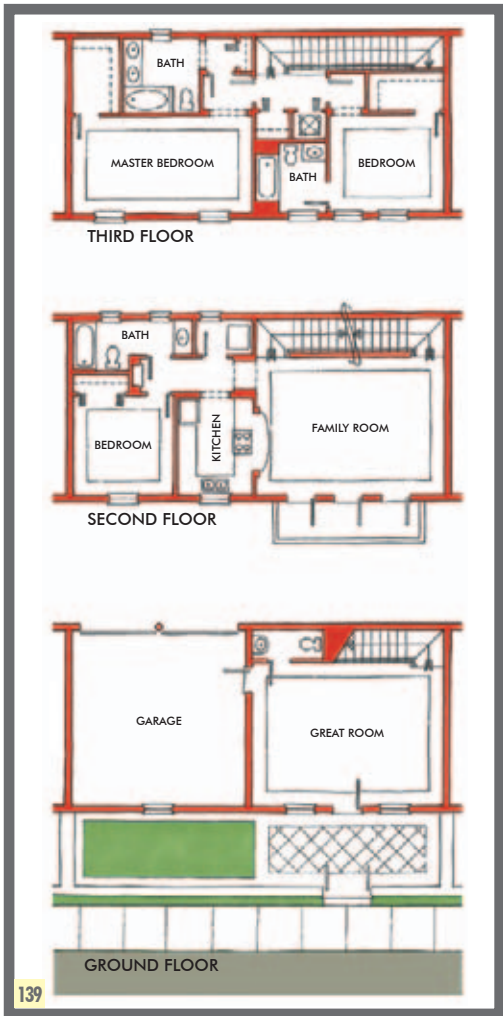 BATH
MASTER BEDROOM
BATH
BEDROOM
THIRD FLOOR
BATH
BEDROOM
KITCHEN
FAMILY ROOM
SECOND FLOOR
GARAGE
GREAT ROOM
GROUND FLOOR
139